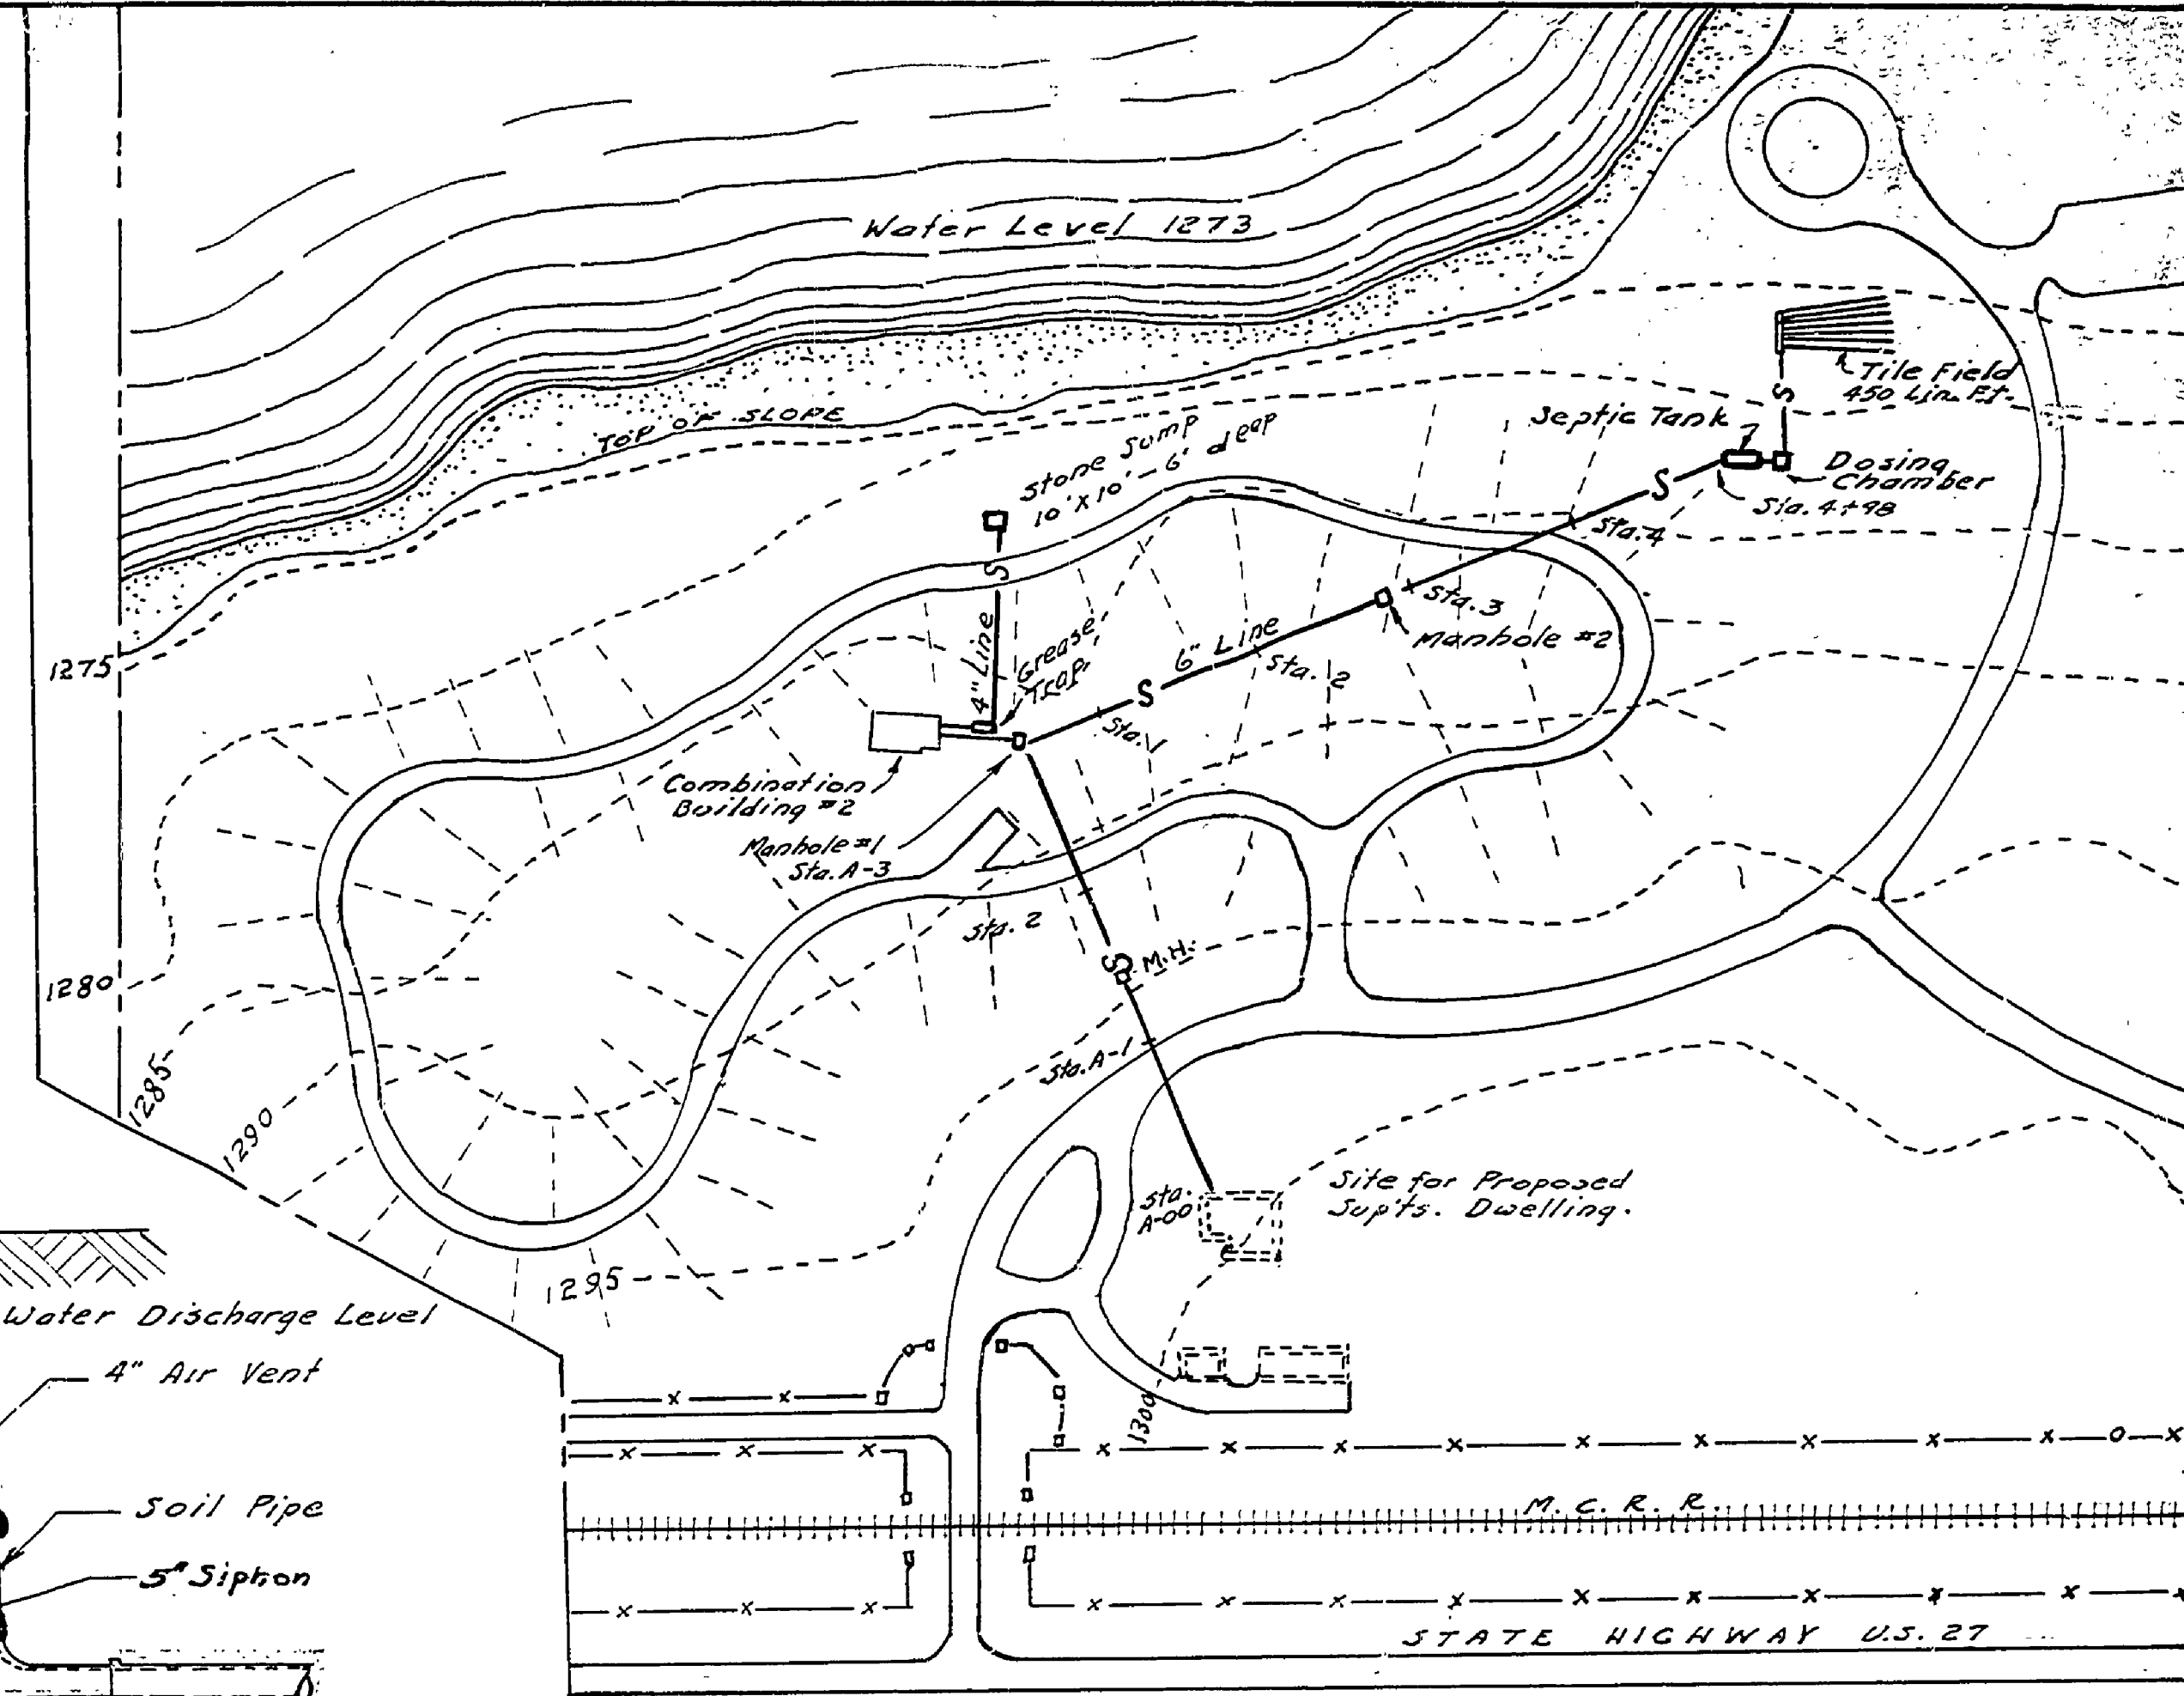 Water Level 1273
TOP OF SLOPE
Stone Sump
10'x10'-6' deep
Septic Tank
Tile Field
450 Lin. Ft.
Dosing
Chamber
Sta. 4+98
Sta. 4
Sta. 3
Manhole #2
6" Line
Sta. 2
Sta. 1
S
S
S
S
S
4" Line
Grease
Trap
1275
Combination
Building #2
Manhole #1
Sta. A-3
Sta. 2
M.H.
1280
Sta. A-1
1285
1290
Sta.
A-00
Site for Proposed
Sup'ts. Dwelling.
1295
Water Discharge Level
4" Air Vent
1300
Soil Pipe
M. C. R. R.
5" Siphon
STATE HIGHWAY U.S. 27